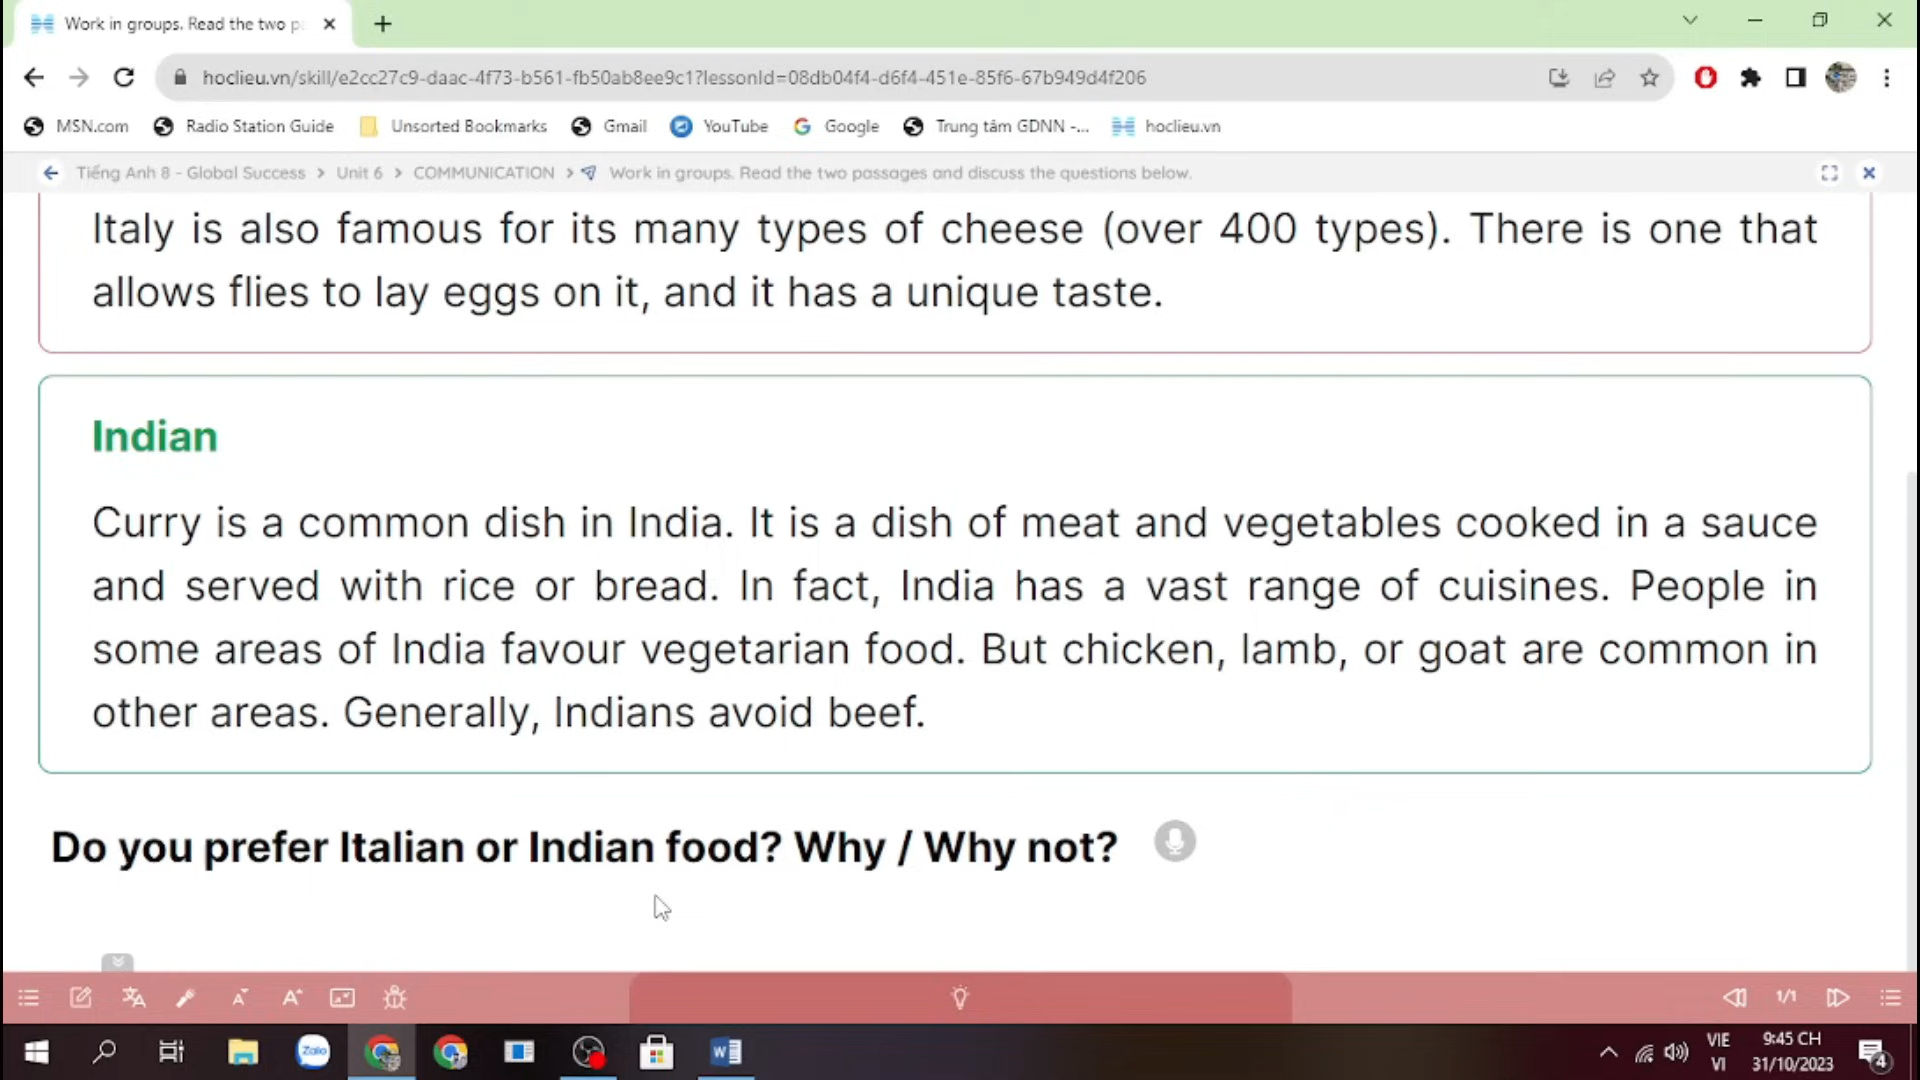 Work in groups. Read the two p
hoclieu.vn/skill/e2cc27c9-daac-4f73-b561-fb50ab8ee9c1?lessonId=08db04f4-d6f4-451e-85f6-67b949d4f206
MSN.com Radio Station Guide Unsorted Bookmarks Gmail YouTube Google Trung tâm GDNN -... hoclieu.vn
Tiếng Anh 8 - Global Success > Unit 6 > COMMUNICATION > Work in groups. Read the two passages and discuss the questions below.
Italy is also famous for its many types of cheese (over 400 types). There is one that
allows flies to lay eggs on it, and it has a unique taste.
Indian
Curry is a common dish in India. It is a dish of meat and vegetables cooked in a sauce
and served with rice or bread. In fact, India has a vast range of cuisines. People in
some areas of India favour vegetarian food. But chicken, lamb, or goat are common in
other areas. Generally, Indians avoid beef.
Do you prefer Italian or Indian food? Why / Why not?
1/1
Zalo
VIE
VI
9:45 CH
31/10/2023
4